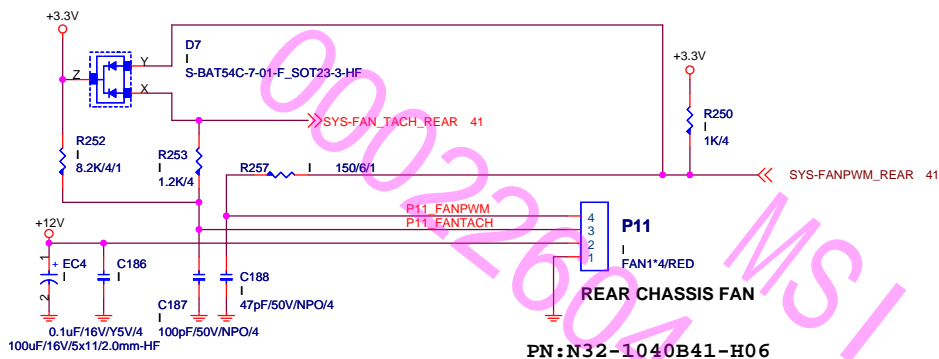 +3.3V
D7
I
S-BAT54C-7-01-F_SOT23-3-HF
Z
Y
X
+3.3V
R250
I
1K/4
SYS-FAN_TACH_REAR 41
R252
I
8.2K/4/1
R253
I
1.2K/4
R257
I
150/6/1
SYS-FANPWM_REAR 41
P11_FANPWM
P11_FANTACH
4
3
2
1
P11
I
FAN1*4/RED
REAR CHASSIS FAN
+12V
1
+
EC4
I
2
C186
I
0.1uF/16V/Y5V/4
100uF/16V/5x11/2.0mm-HF
C187
I
100pF/50V/NPO/4
C188
I
47pF/50V/NPO/4
PN:N32-1040B41-H06
00022604
MSI